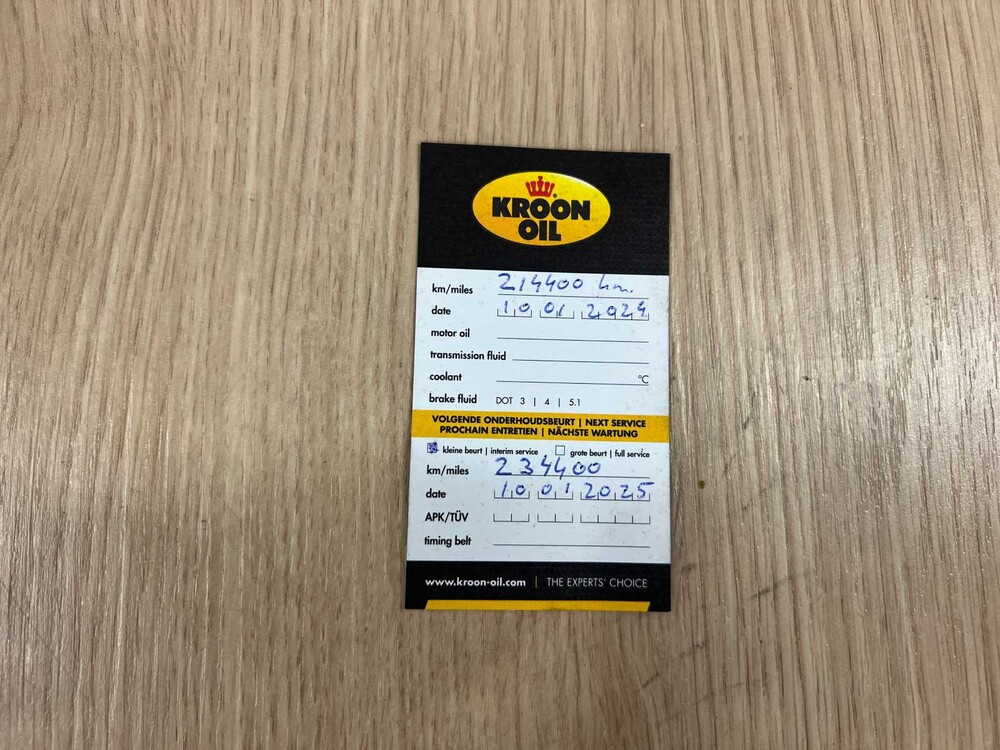 KROON
OIL
km/miles 214400 km.
date 10 01 2024
motor oil
transmission fluid
coolant °C
brake fluid DOT 3 | 4 | 5.1
VOLGENDE ONDERHOUDSBEURT | NEXT SERVICE
PROCHAIN ENTRETIEN | NÄCHSTE WARTUNG
kleine beurt | interim service grote beurt | full service
km/miles 234400
date 10 01 2025
APK/TÜV
timing belt
www.kroon-oil.com | THE EXPERTS' CHOICE